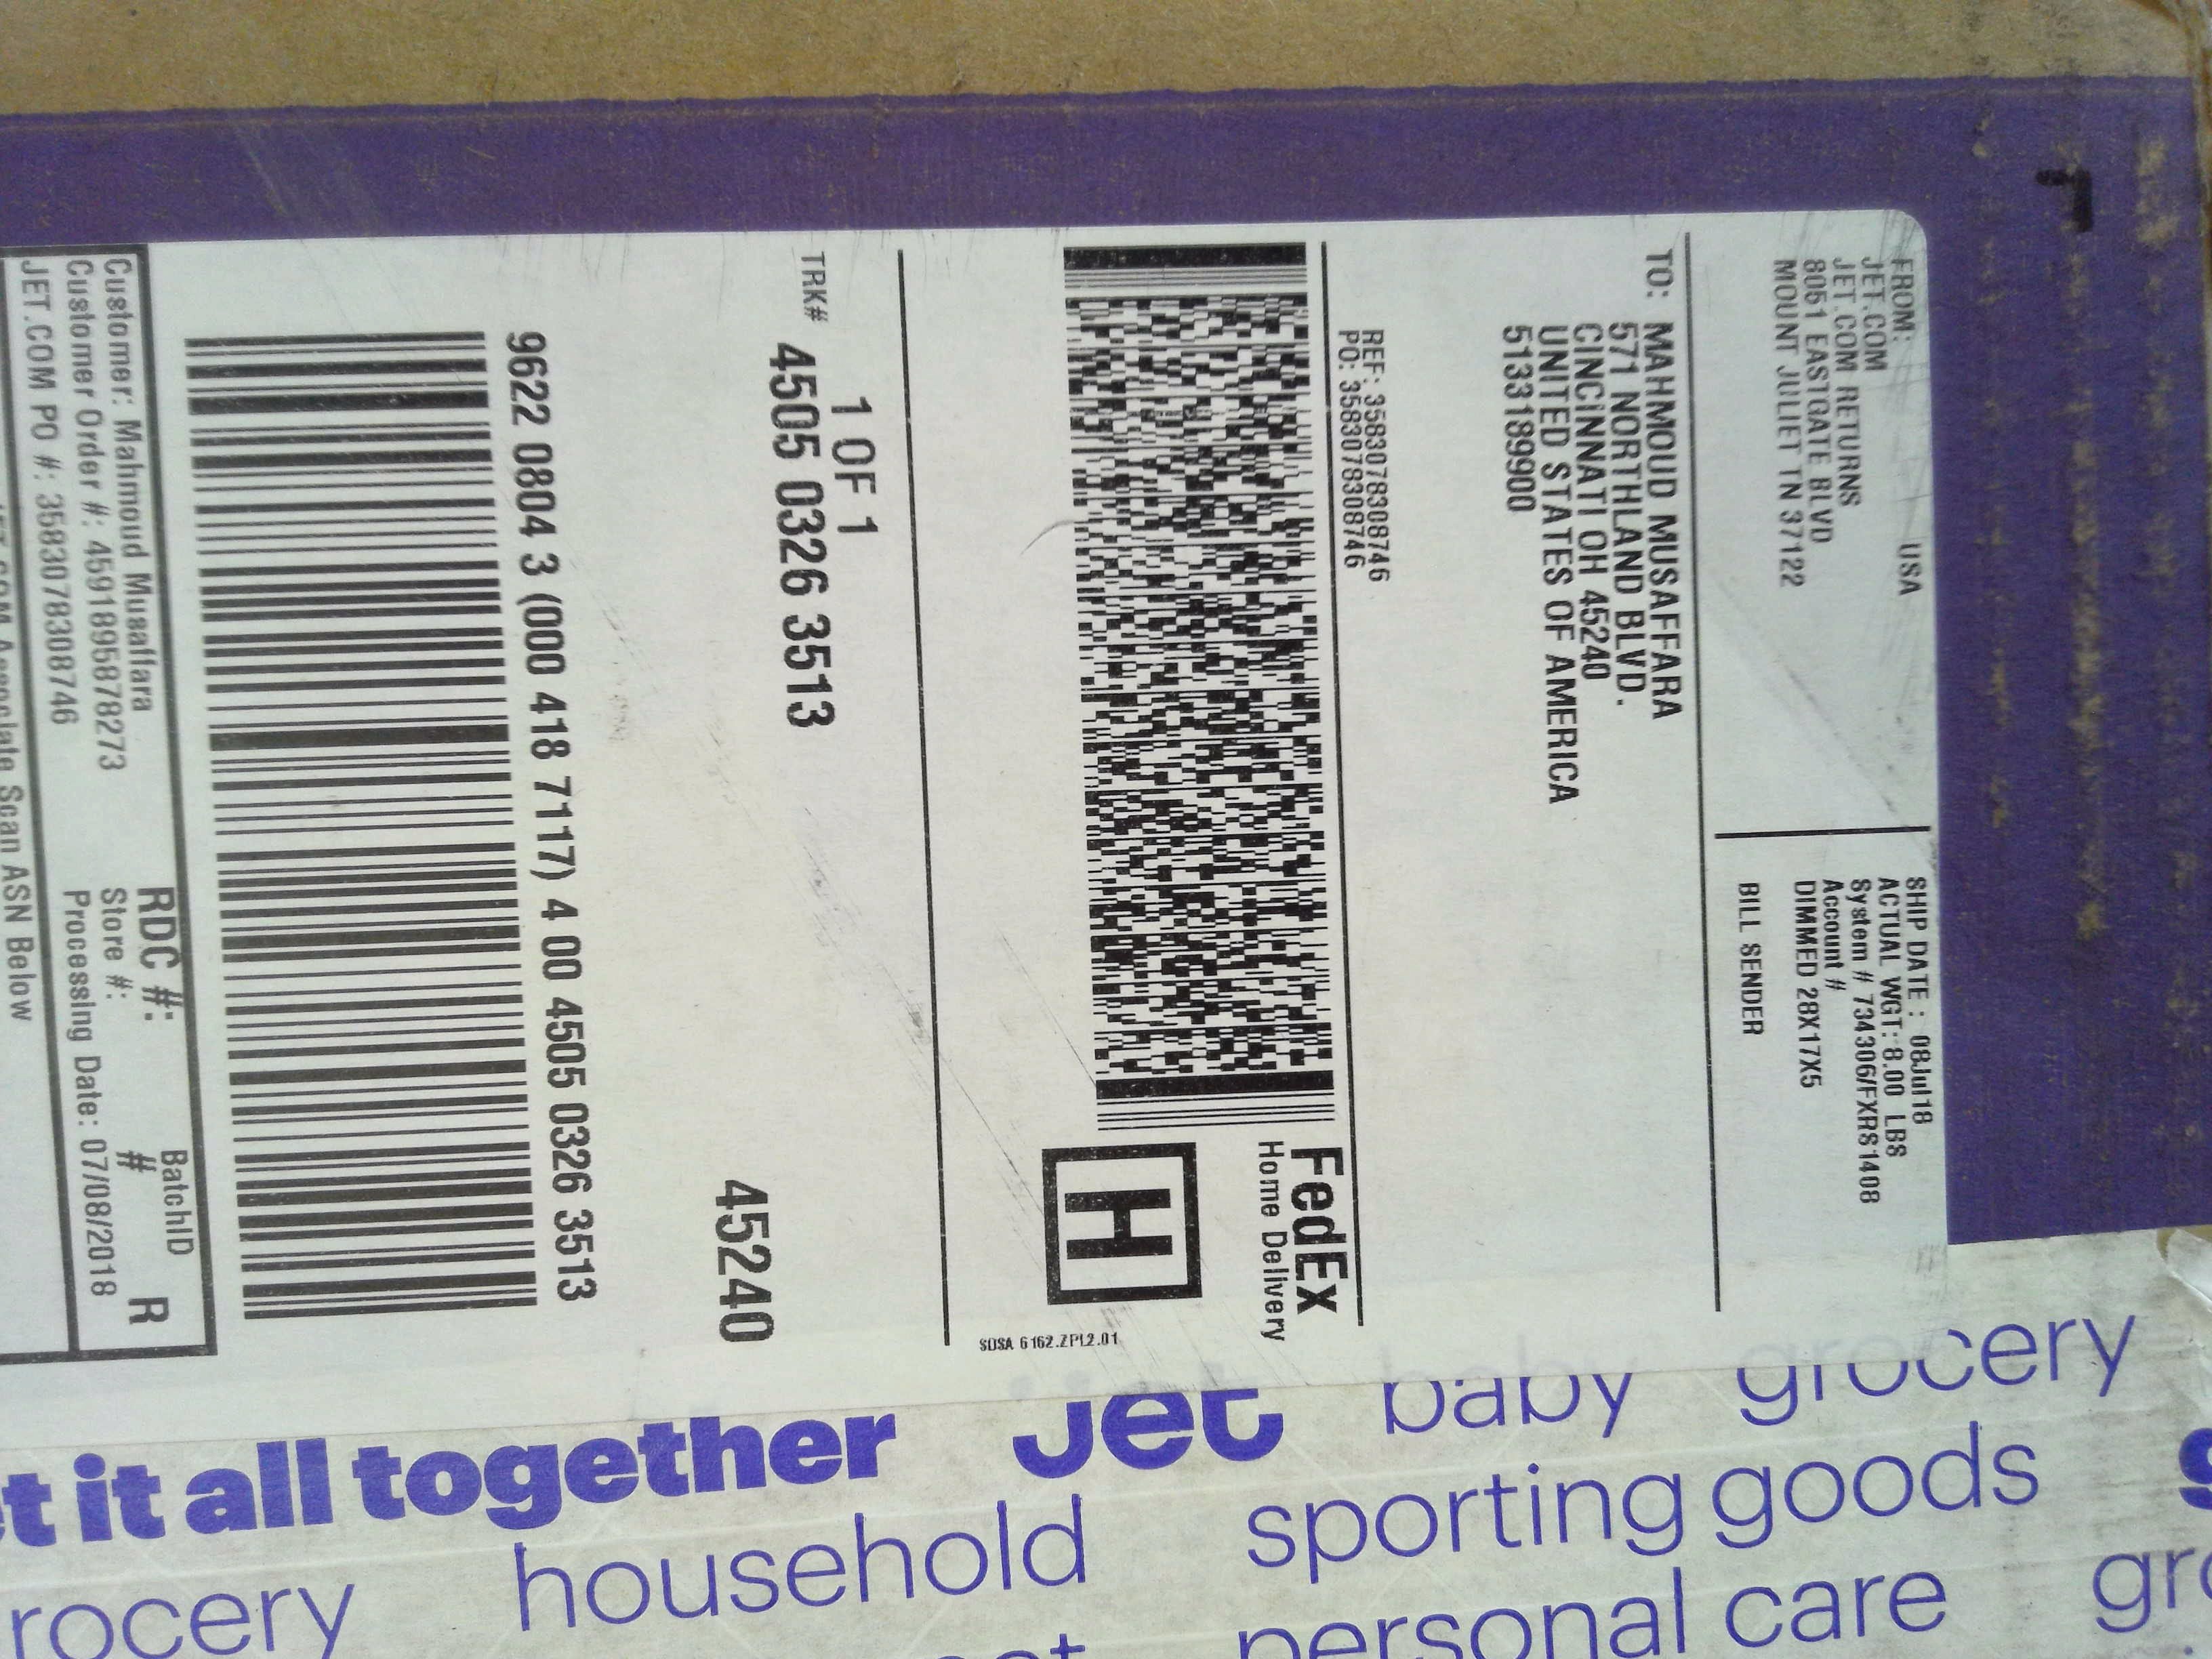 FROM: USA
JET.COM
JET.COM RETURNS
8051 EASTGATE BLVD
MOUNT JULIET TN 37122
SHIP DATE : 08Jul18
ACTUAL WGT: 8.00 LBS
System # 734306/FXRS1408
Account #
DIMMED 28X17X5
BILL SENDER
TO: MAHMOUD MUSAFFARA
571 NORTHLAND BLVD.
CINCINNATI OH 45240
UNITED STATES OF AMERICA
5133189900
REF: 3583078308746
PO: 3583078308746
FedEx
Home Delivery
H
SDSA 6162.ZPL2.01
1 OF 1
TRK# 4505 0326 3513
45240
9622 0804 3 (000 418 7117) 4 00 4505 0326 3513
RDC #: BatchID
Customer: Mahmoud Musaffara
Store #: # R
Customer Order #: 4591895878273
Processing Date: 07/08/2018
JET.COM PO #: 3583078308746
Associate Scan ASN Below
it all together jet baby grocery
household sporting goods
personal care